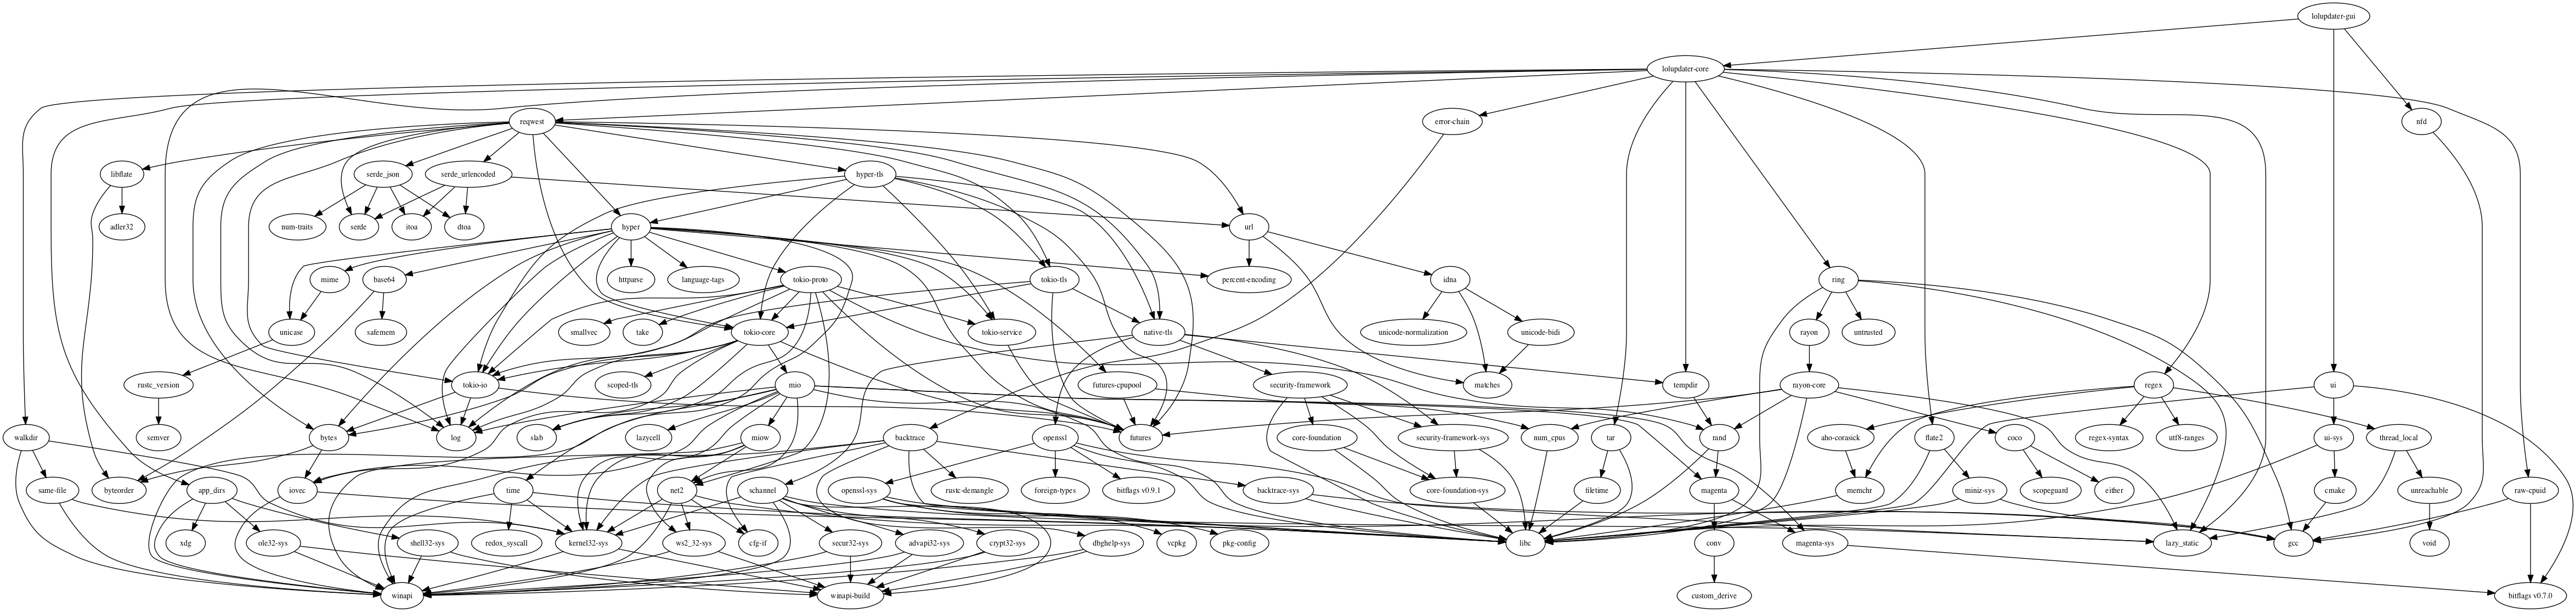 lolupdater-gui
lolupdater-core
reqwest
error-chain
nfd
libflate
serde_json
serde_urlencoded
hyper-tls
adler32
num-traits
serde
itoa
dtoa
hyper
url
mime
base64
httparse
language-tags
tokio-proto
tokio-tls
percent-encoding
idna
ring
unicase
safemem
smallvec
take
tokio-core
tokio-service
native-tls
unicode-normalization
unicode-bidi
rayon
untrusted
rustc_version
tokio-io
scoped-tls
mio
futures-cpupool
security-framework
matches
tempdir
rayon-core
regex
ui
walkdir
semver
bytes
log
slab
lazycell
miow
backtrace
openssl
futures
core-foundation
security-framework-sys
num_cpus
tar
rand
aho-corasick
flate2
coco
regex-syntax
utf8-ranges
ui-sys
thread_local
same-file
byteorder
app_dirs
iovec
time
net2
schannel
openssl-sys
rustc-demangle
foreign-types
bitflags v0.9.1
backtrace-sys
core-foundation-sys
filetime
magenta
memchr
miniz-sys
scopeguard
either
cmake
unreachable
raw-cpuid
xdg
ole32-sys
shell32-sys
redox_syscall
kernel32-sys
ws2_32-sys
cfg-if
secur32-sys
advapi32-sys
crypt32-sys
dbghelp-sys
vcpkg
pkg-config
libc
conv
magenta-sys
lazy_static
gcc
void
winapi
winapi-build
custom_derive
bitflags v0.7.0